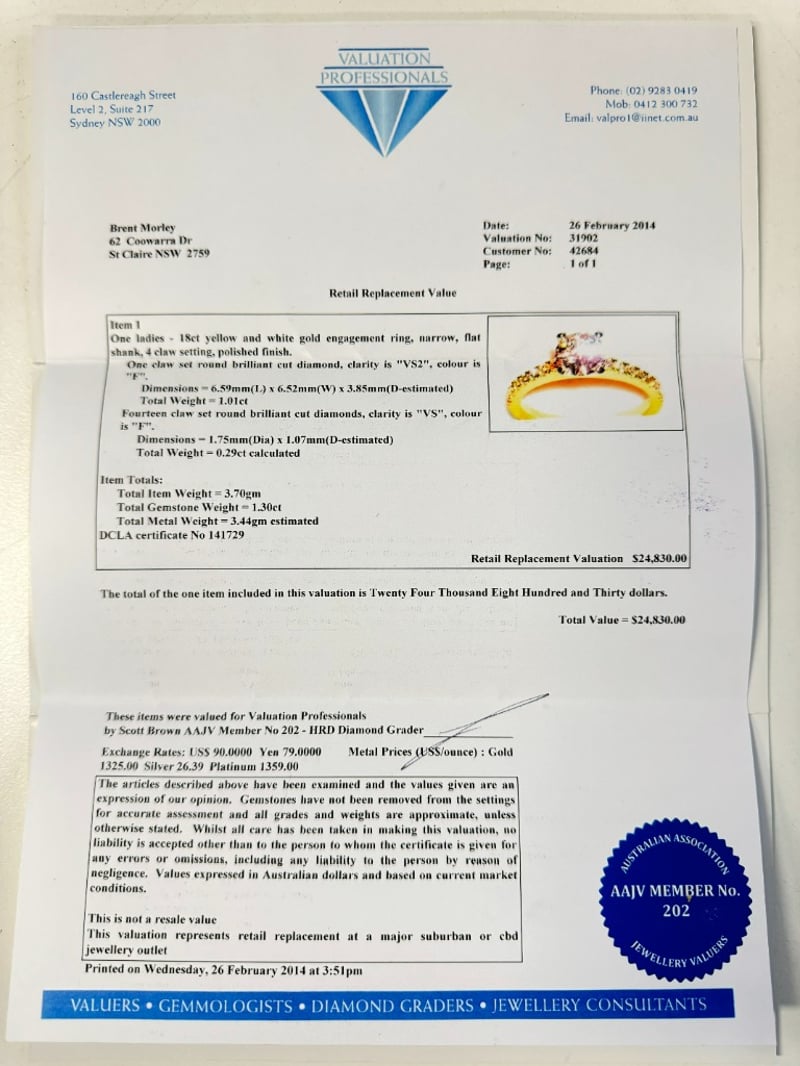 VALUATION
PROFESSIONALS
160 Castlereagh Street
Level 2, Suite 217
Sydney NSW 2000
Phone: (02) 9283 0419
Mob: 0412 300 732
Email: valpro1@iinet.com.au
Brent Morley
62 Coowarra Dr
St Claire NSW 2759
Date: 26 February 2014
Valuation No: 31902
Customer No: 42684
Page: 1 of 1
Retail Replacement Value
Item 1
One ladies - 18ct yellow and white gold engagement ring, narrow, flat
shank, 4 claw setting, polished finish.
One claw set round brilliant cut diamond, clarity is "VS2", colour is
"F".
Dimensions = 6.59mm(L) x 6.52mm(W) x 3.85mm(D-estimated)
Total Weight = 1.01ct
Fourteen claw set round brilliant cut diamonds, clarity is "VS", colour
is "F".
Dimensions = 1.75mm(Dia) x 1.07mm(D-estimated)
Total Weight = 0.29ct calculated
Item Totals:
Total Item Weight = 3.70gm
Total Gemstone Weight = 1.30ct
Total Metal Weight = 3.44gm estimated
DCLA certificate No 141729
Retail Replacement Valuation $24,830.00
The total of the one item included in this valuation is Twenty Four Thousand Eight Hundred and Thirty dollars.
Total Value = $24,830.00
These items were valued for Valuation Professionals
by Scott Brown AAJV Member No 202 - HRD Diamond Grader
Exchange Rates: US$ 90.0000 Yen 79.0000 Metal Prices (US$/ounce) : Gold
1325.00 Silver 26.39 Platinum 1359.00
The articles described above have been examined and the values given are an
expression of our opinion. Gemstones have not been removed from the settings
for accurate assessment and all grades and weights are approximate, unless
otherwise stated. Whilst all care has been taken in making this valuation, no
liability is accepted other than to the person to whom the certificate is given for
any errors or omissions, including any liability to the person by reason of
negligence. Values expressed in Australian dollars and based on current market
conditions.
This is not a resale value
This valuation represents retail replacement at a major suburban or cbd
jewellery outlet
Printed on Wednesday, 26 February 2014 at 3:51pm
AUSTRALIAN ASSOCIATION
AAJV MEMBER No.
202
JEWELLERY VALUERS
VALUERS • GEMMOLOGISTS • DIAMOND GRADERS • JEWELLERY CONSULTANTS